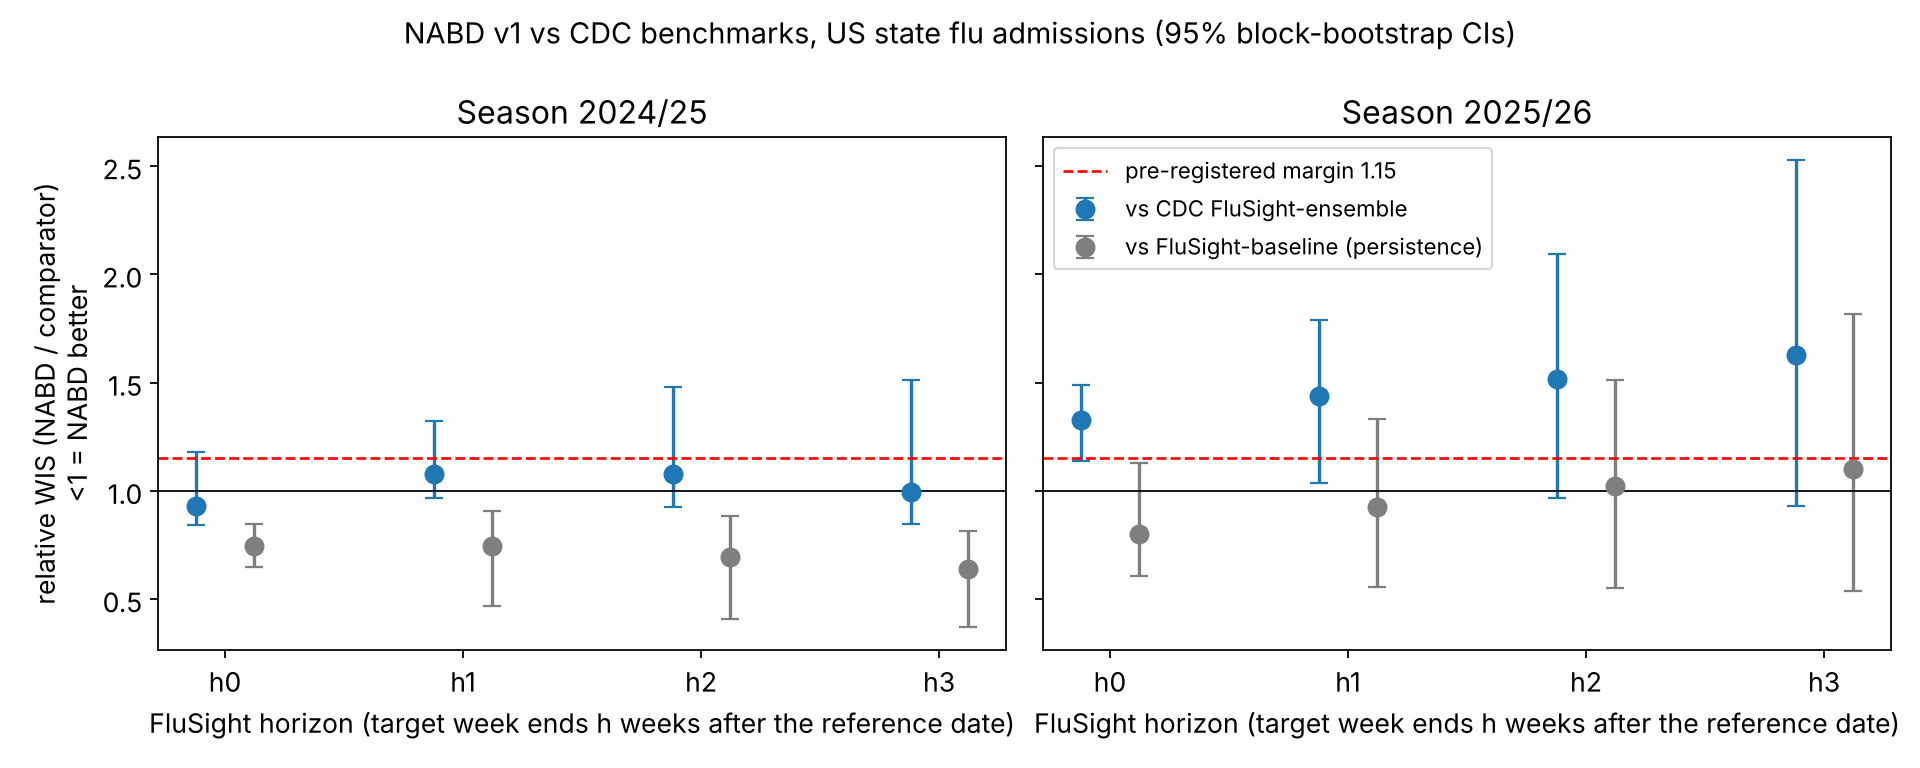 NABD v1 vs CDC benchmarks, US state flu admissions (95% block-bootstrap CIs)
Season 2024/25
relative WIS (NABD / comparator)
<1 = NABD better
2.5
2.0
1.5
1.0
0.5
h0
h1
h2
h3
FluSight horizon (target week ends h weeks after the reference date)
Season 2025/26
pre-registered margin 1.15
vs CDC FluSight-ensemble
vs FluSight-baseline (persistence)
h0
h1
h2
h3
FluSight horizon (target week ends h weeks after the reference date)